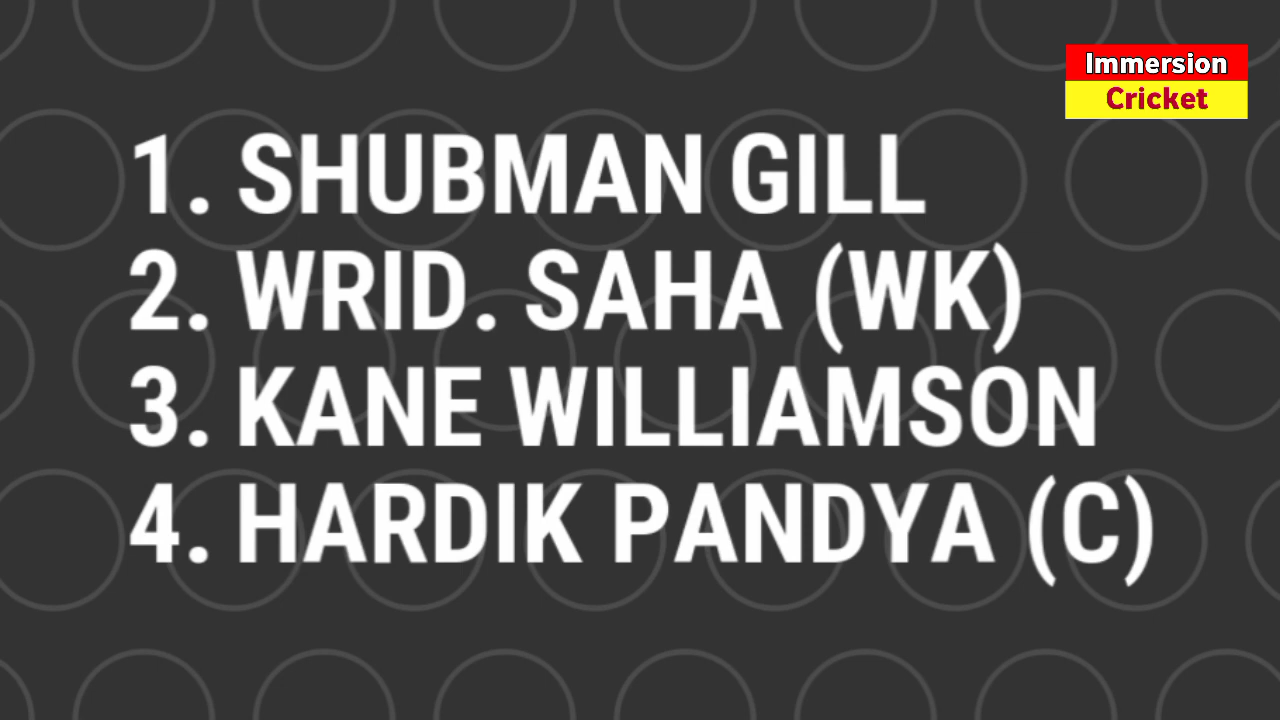 Immersion
Cricket
1. SHUBMAN GILL
2. WRID. SAHA (WK)
3. KANE WILLIAMSON
4. HARDIK PANDYA (C)